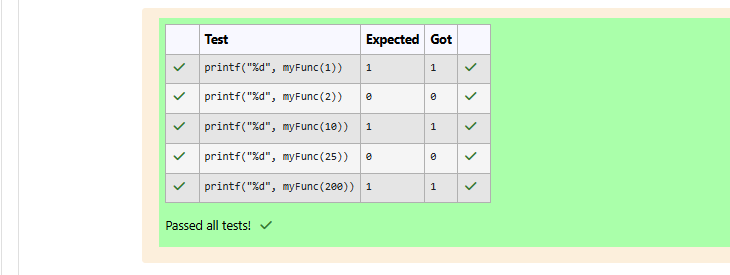 Test Expected Got
printf("%d", myFunc(1)) 1 1
printf("%d", myFunc(2)) 0 0
printf("%d", myFunc(10)) 1 1
printf("%d", myFunc(25)) 0 0
printf("%d", myFunc(200)) 1 1
Passed all tests!